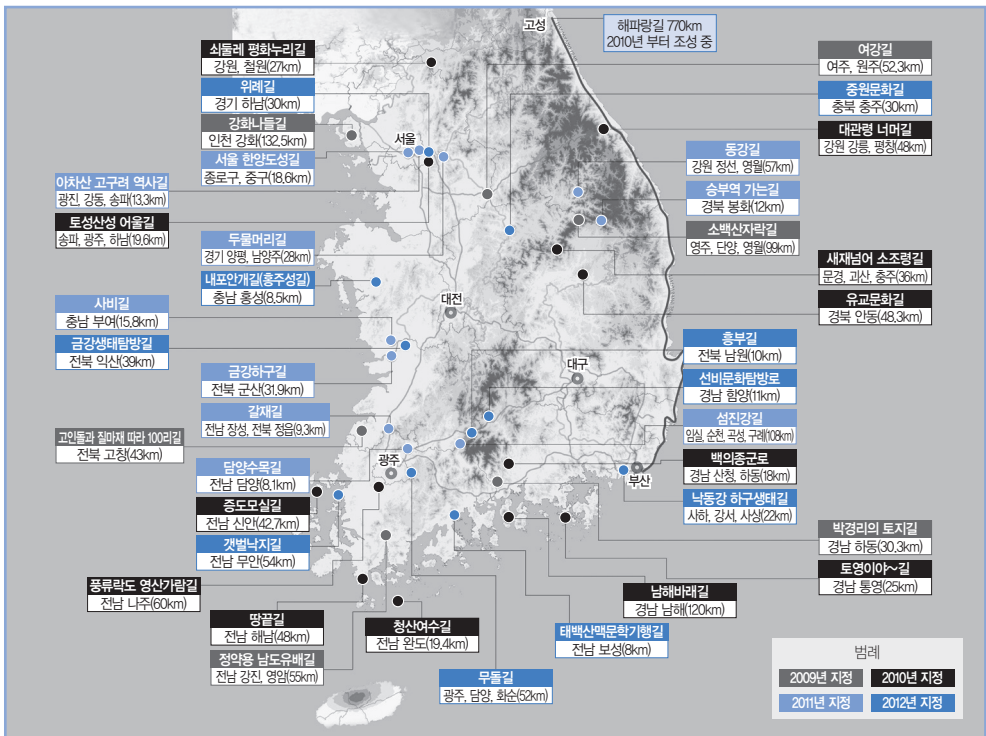 고성
해파랑길 770km
2010년 부터 조성 중
쇠둘레 평화누리길
강원, 철원(27km)
위례길
경기 하남(30km)
강화나들길
인천 강화(132.5km)
서울 한양도성길
종로구, 중구(18.6km)
서울
아차산 고구려 역사길
광진, 강동, 송파(13.3km)
토성산성 어울길
송파, 광주, 하남(19.6km)
두물머리길
경기 양평, 남양주(28km)
내포안개길(홍주성길)
충남 홍성(8.5km)
사비길
충남 부여(15.8km)
금강생태탐방길
전북 익산(39km)
금강하구길
전북 군산(31.9km)
갈재길
전남 장성, 전북 정읍(9.3km)
고인돌과 질마재 따라 100리길
전북 고창(43km)
담양수목길
전남 담양(8.1km)
증도모실길
전남 신안(42.7km)
갯벌낙지길
전남 무안(54km)
풍류락도 영산가람길
전남 나주(60km)
땅끝길
전남 해남(48km)
정약용 남도유배길
전남 강진, 영암(55km)
청산여수길
전남 완도(19.4km)
무돌길
광주, 담양, 화순(52km)
태백산맥문학기행길
전남 보성(8km)
남해바래길
경남 남해(120km)
여강길
여주, 원주(52.3km)
중원문화길
충북 충주(30km)
대관령 너머길
강원 강릉, 평창(48km)
동강길
강원 정선, 영월(57km)
승부역 가는길
경북 봉화(12km)
소백산자락길
영주, 단양, 영월(99km)
새재넘어 소조령길
문경, 괴산, 충주(36km)
유교문화길
경북 안동(48.3km)
대전
대구
광주
부산
흥부길
전북 남원(10km)
선비문화탐방로
경남 함양(11km)
섬진강길
임실, 순천, 곡성, 구례(108km)
백의종군로
경남 산청, 하동(18km)
낙동강 하구생태길
사하, 강서, 사상(22km)
박경리의 토지길
경남 하동(30.3km)
토영이야~길
경남 통영(25km)
범례
2009년 지정
2010년 지정
2011년 지정
2012년 지정